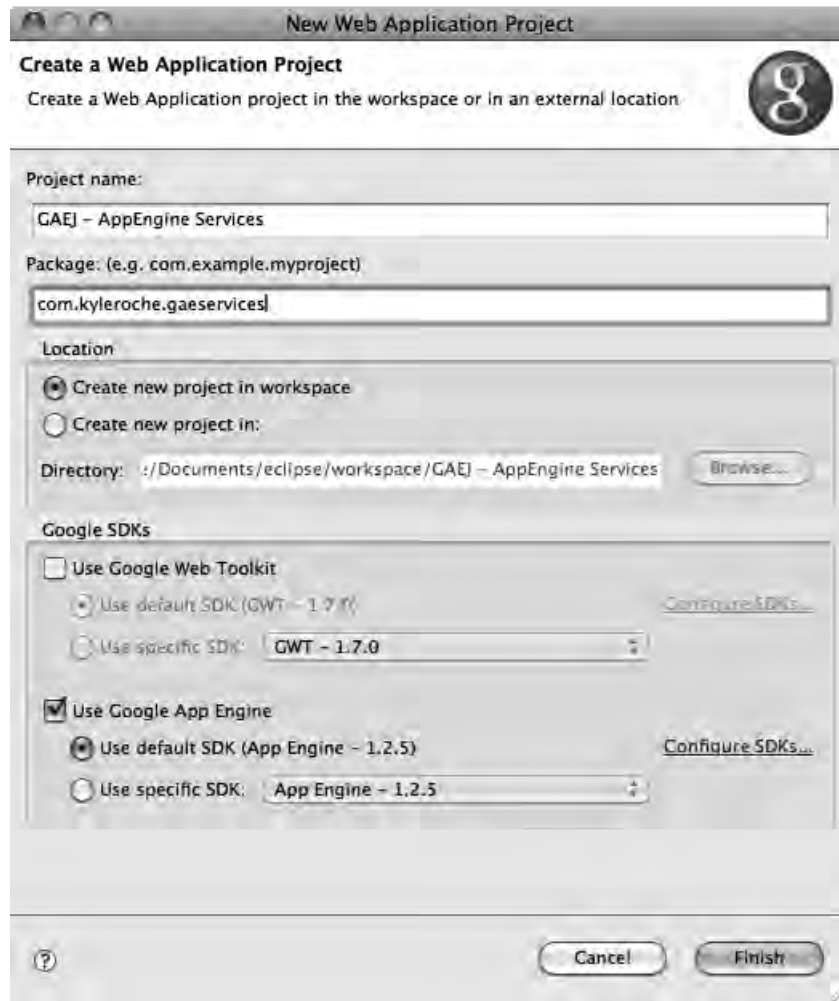 New Web Application Project
Create a Web Application Project
Create a Web Application project in the workspace or in an external location
g
Project name:
GAEJ – AppEngine Services
Package: (e.g. com.example.myproject)
com.kyleroche.gaeservices
Location
Create new project in workspace
Create new project in:
Directory: :/Documents/eclipse/workspace/GAEJ – AppEngine Services Browse...
Google SDKs
Use Google Web Toolkit
Use default SDK (GWT – 1.7.0) Configure SDKs...
Use specific SDK: GWT – 1.7.0
Use Google App Engine
Use default SDK (App Engine – 1.2.5) Configure SDKs...
Use specific SDK: App Engine – 1.2.5
? Cancel Finish